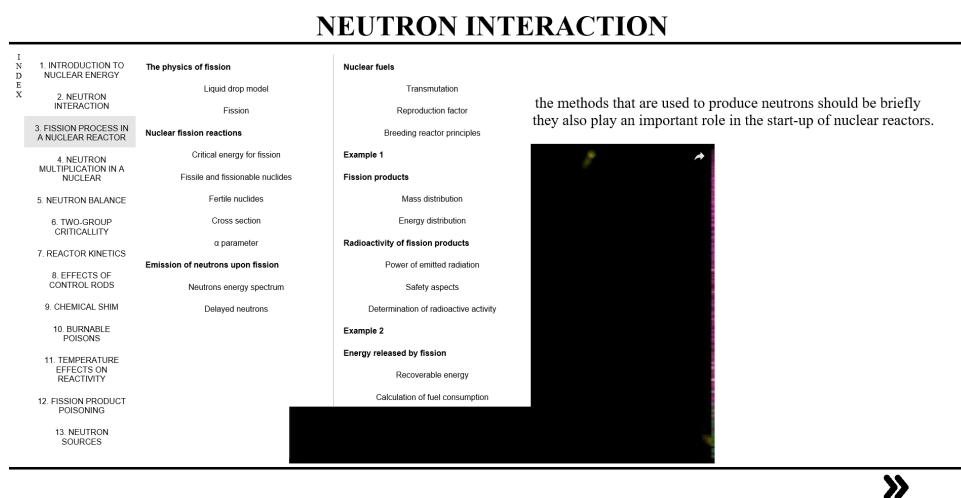 NEUTRON INTERACTION
I
N
D
E
X
1. INTRODUCTION TO
NUCLEAR ENERGY
2. NEUTRON
INTERACTION
3. FISSION PROCESS IN
A NUCLEAR REACTOR
4. NEUTRON
MULTIPLICATION IN A
NUCLEAR
5. NEUTRON BALANCE
6. TWO-GROUP
CRITICALLITY
7. REACTOR KINETICS
8. EFFECTS OF
CONTROL RODS
9. CHEMICAL SHIM
10. BURNABLE
POISONS
11. TEMPERATURE
EFFECTS ON
REACTIVITY
12. FISSION PRODUCT
POISONING
13. NEUTRON
SOURCES
The physics of fission
Liquid drop model
Fission
Nuclear fission reactions
Critical energy for fission
Fissile and fissionable nuclides
Fertile nuclides
Cross section
α parameter
Emission of neutrons upon fission
Neutrons energy spectrum
Delayed neutrons
Nuclear fuels
Transmutation
Reproduction factor
Breeding reactor principles
Example 1
Fission products
Mass distribution
Energy distribution
Radioactivity of fission products
Power of emitted radiation
Safety aspects
Determination of radioactive activity
Example 2
Energy released by fission
Recoverable energy
Calculation of fuel consumption
the methods that are used to produce neutrons should be briefly
they also play an important role in the start-up of nuclear reactors.